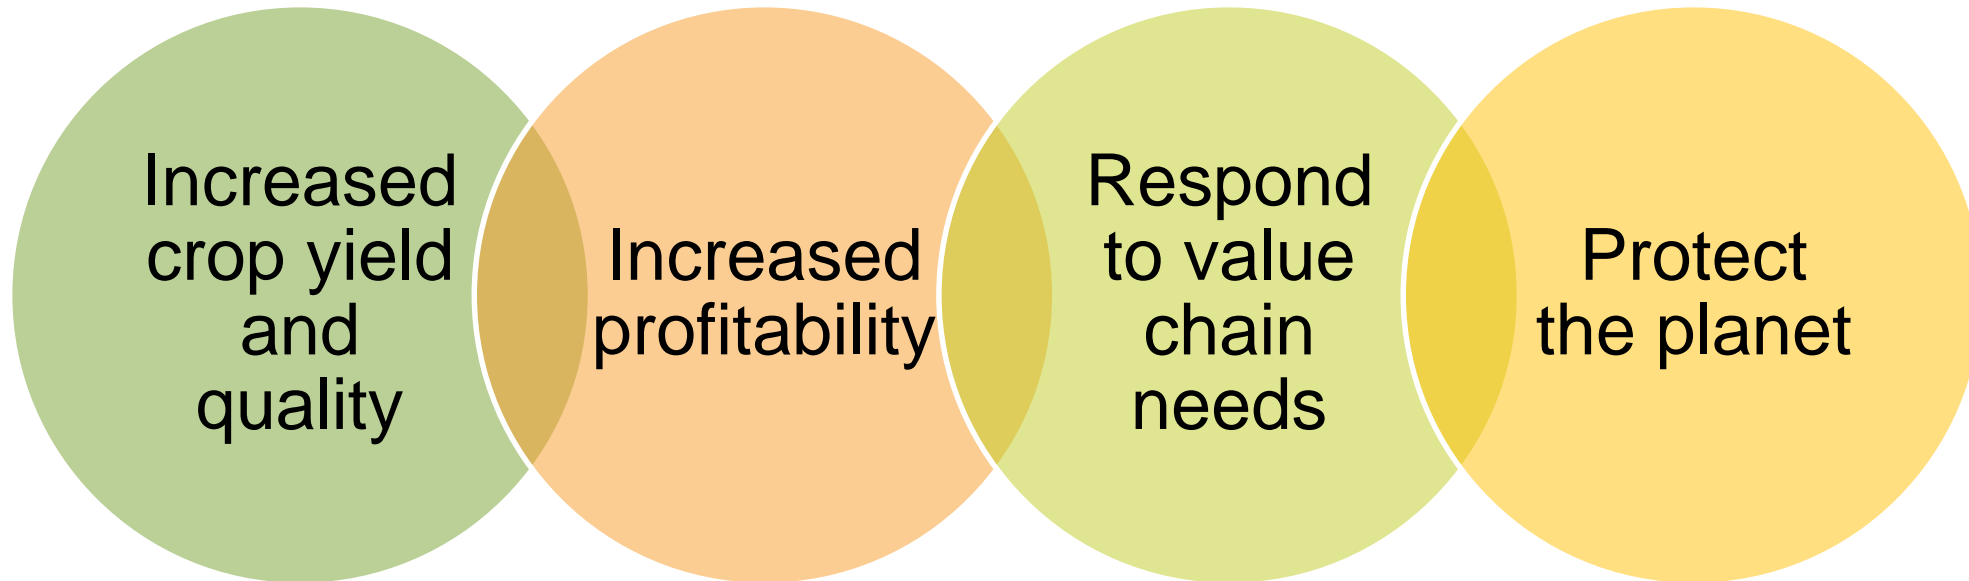 Increased
crop yield
and
quality
Increased
profitability
Respond
to value
chain
needs
Protect
the planet